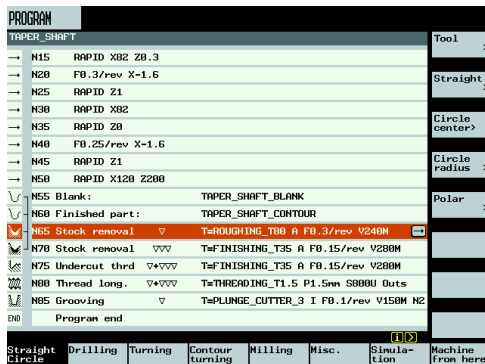 PROGRAM
TAPER_SHAFT
N15 RAPID X82 Z0.3
N20 F0.3/rev X-1.6
N25 RAPID Z1
N30 RAPID X82
N35 RAPID Z0
N40 F0.25/rev X-1.6
N45 RAPID Z1
N50 RAPID X120 Z200
N55 Blank: TAPER_SHAFT_BLANK
N60 Finished part: TAPER_SHAFT_CONTOUR
N65 Stock removal ▽ T=ROUGHING_T80 A F0.3/rev V240M
N70 Stock removal ▽▽▽ T=FINISHING_T35 A F0.15/rev V280M
N75 Undercut thrd ▽+▽▽▽ T=FINISHING_T35 A F0.15/rev V280M
N80 Thread long. ▽+▽▽▽ T=THREADING_T1.5 P1.5mm S800U Outs
N85 Grooving ▽ T=PLUNGE_CUTTER_3 I F0.1/rev V150M N2
END Program end
Tool
Straight
Circle
center>
Circle
radius
Polar
Straight
Circle
Drilling
Turning
Contour
turning
Milling
Misc.
Simula-
tion
Machine
from here